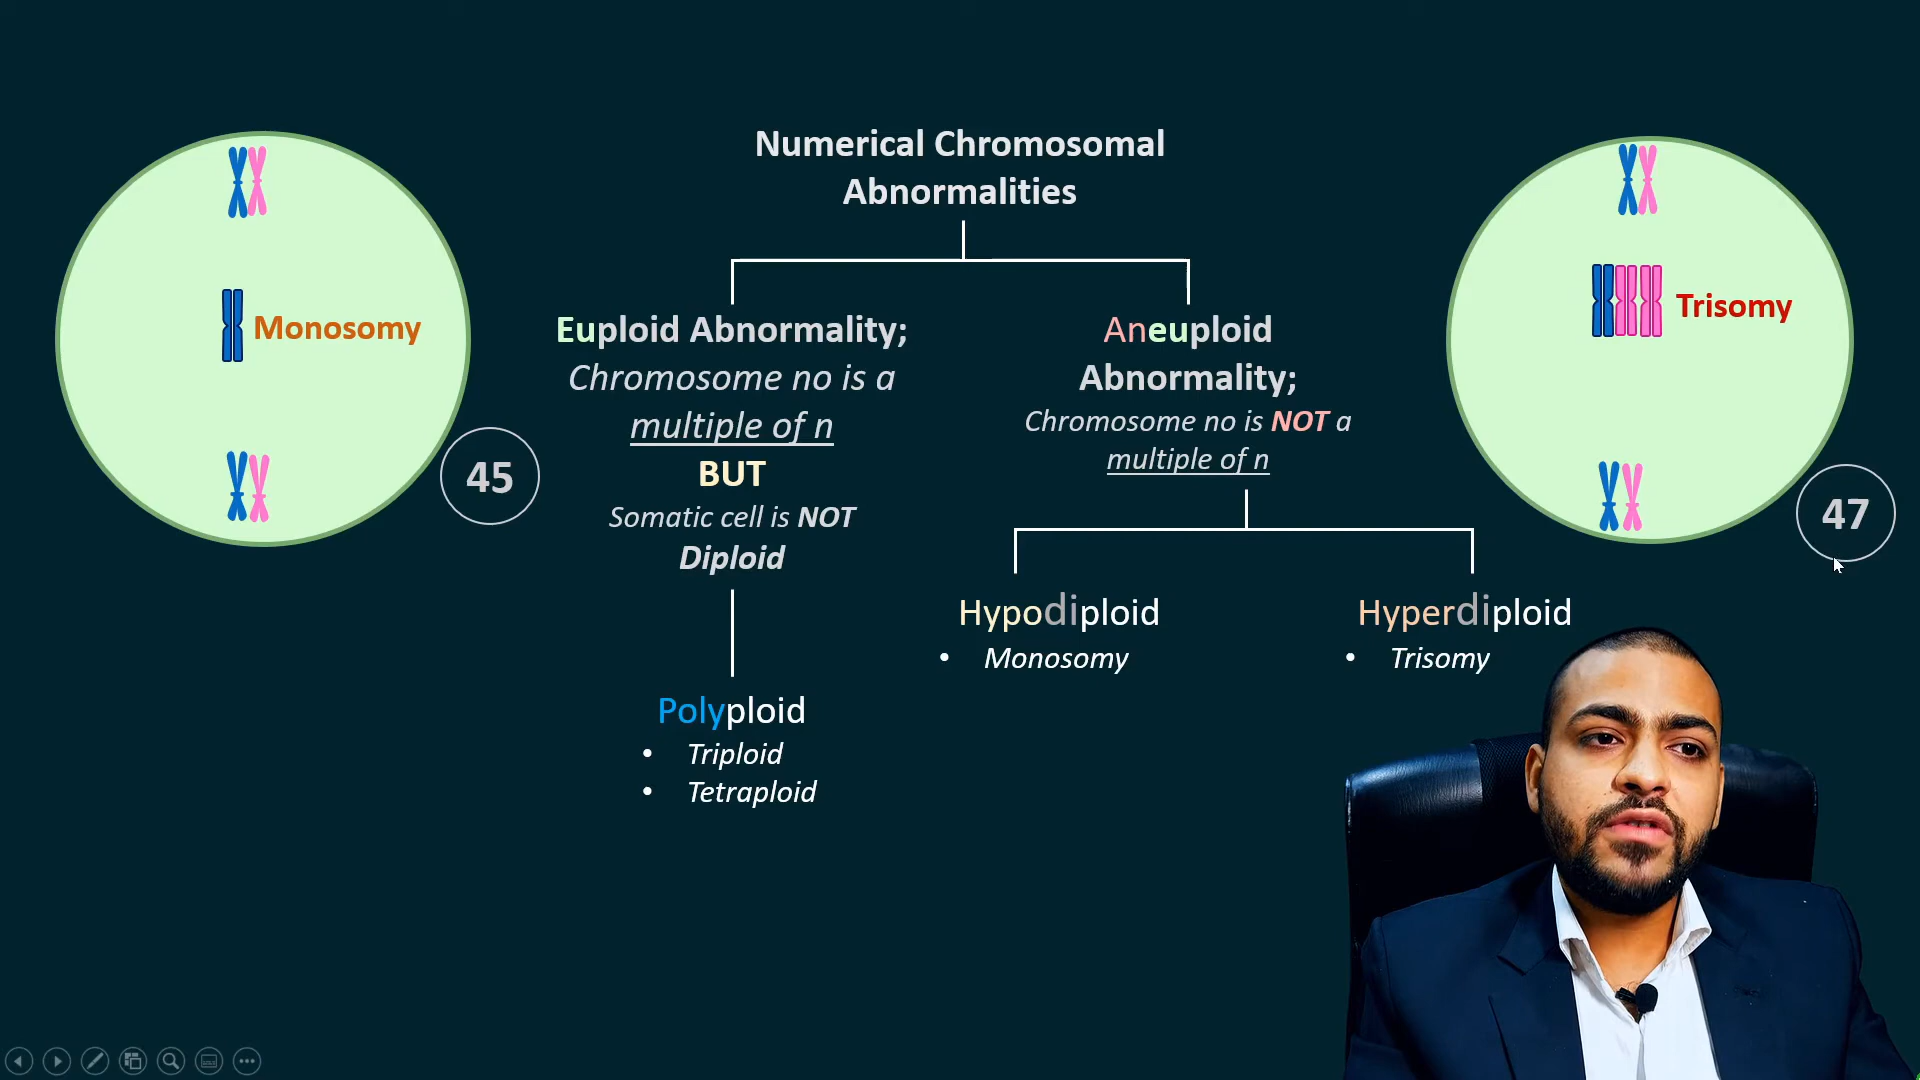 Numerical Chromosomal
Abnormalities
Monosomy
45
Euploid Abnormality;
Chromosome no is a
multiple of n
BUT
Somatic cell is NOT
Diploid
Polyploid
• Triploid
• Tetraploid
Aneuploid
Abnormality;
Chromosome no is NOT a
multiple of n
Hypodiploid
• Monosomy
Hyperdiploid
• Trisomy
Trisomy
47